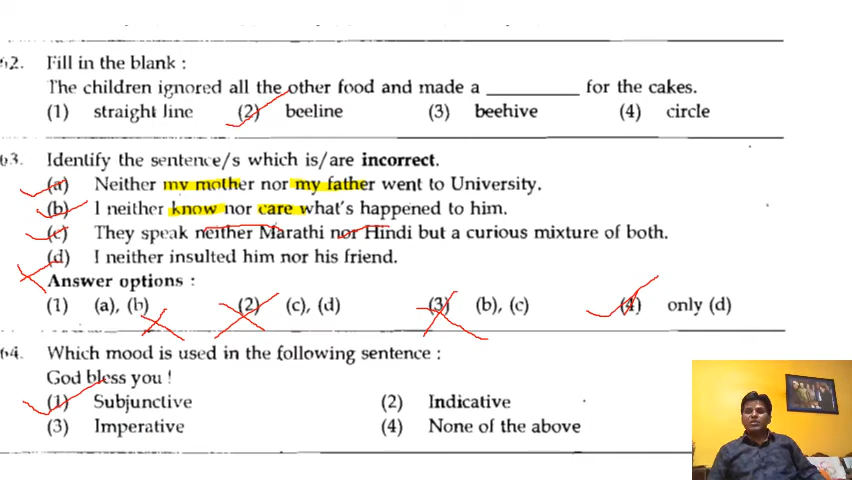 62. Fill in the blank :
The children ignored all the other food and made a __________ for the cakes.
(1) straight line (2) beeline (3) beehive (4) circle
63. Identify the sentence/s which is/are incorrect.
(a) Neither my mother nor my father went to University.
(b) I neither know nor care what's happened to him.
(c) They speak neither Marathi nor Hindi but a curious mixture of both.
(d) I neither insulted him nor his friend.
Answer options :
(1) (a), (b) (2) (c), (d) (3) (b), (c) (4) only (d)
64. Which mood is used in the following sentence :
God bless you !
(1) Subjunctive (2) Indicative
(3) Imperative (4) None of the above